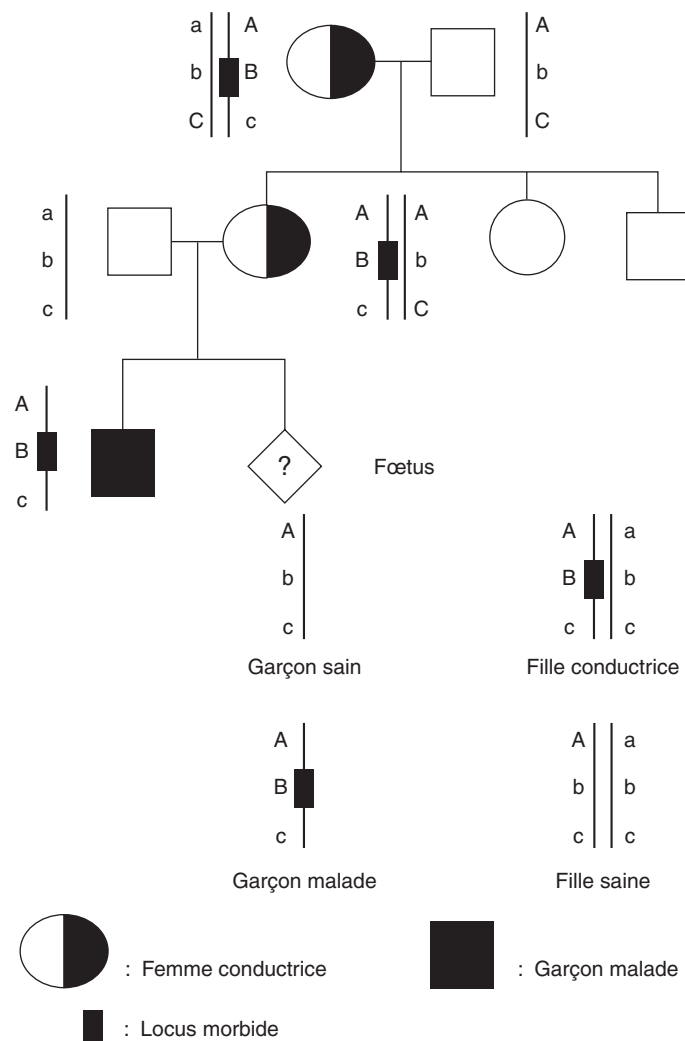 a A A
b B b
C c C
a A A
b B b
c c C
A
B
c
? Fœtus
A A a
b B b
c c c
Garçon sain Fille conductrice
A A a
B b b
c c c
Garçon malade Fille saine
: Femme conductrice : Garçon malade
: Locus morbide